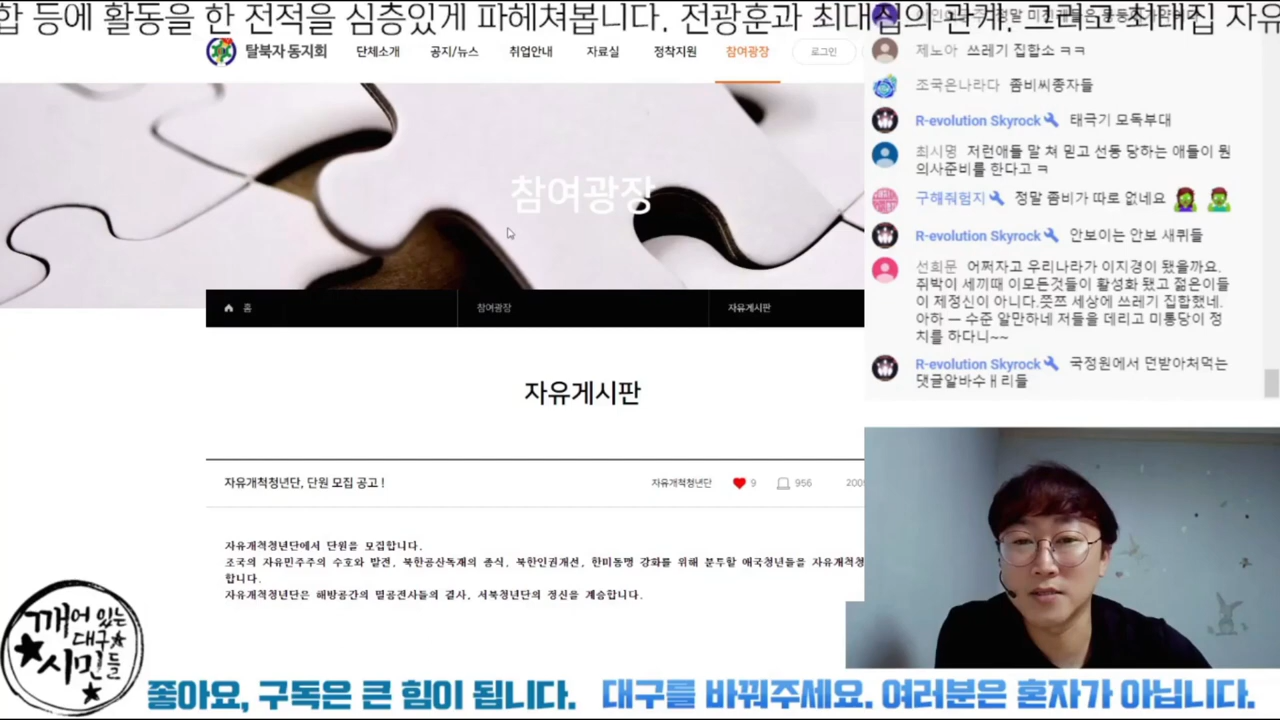 합 등에 활동을 한 전적을 심층있게 파헤쳐봅니다. 전광훈과 최대집의 관계. 그리고 최대집 자유
탈북자 동지회 단체소개 공지/뉴스 취업안내 자료실 정착지원 참여광장 로그인
참여광장
홈 참여광장 자유게시판
자유게시판
자유개척청년단, 단원 모집 공고 ! 자유개척청년단 9 956 2009
자유개척청년단에서 단원을 모집합니다.
조국의 자유민주주의 수호와 발전, 북한공산독재의 종식, 북한인권개선, 한미동맹 강화를 위해 분투할 애국청년들을 자유개척청
합니다.
자유개척청년단은 해방공간의 멸공전사들의 결사, 서북청년단의 정신을 계승합니다.
제노아 쓰레기 집합소 ㅋㅋ
조국은나라다 좀비씨종자들
R-evolution Skyrock 태극기 모독부대
최시명 저런애들 말 쳐 믿고 선동 당하는 애들이 뭔
의사준비를 한다고 ㅋ
구해줘험지 정말 좀비가 따로 없네요
R-evolution Skyrock 안보이는 안보 새퀴들
선희문 어쩌자고 우리나라가 이지경이 됐을까요.
쥐박이 세끼때 이모든것들이 활성화 됐고 젊은이들
이 제정신이 아니다.쯧쯔 세상에 쓰레기 집합했네.
아하 ㅡ 수준 알만하네 저들을 데리고 미통당이 정
치를 하다니~~
R-evolution Skyrock 국정원에서 던받아처먹는
댓글알바수ㅐ리들
깨어 있는
대구
시민들
좋아요, 구독은 큰 힘이 됩니다. 대구를 바꿔주세요. 여러분은 혼자가 아닙니다.